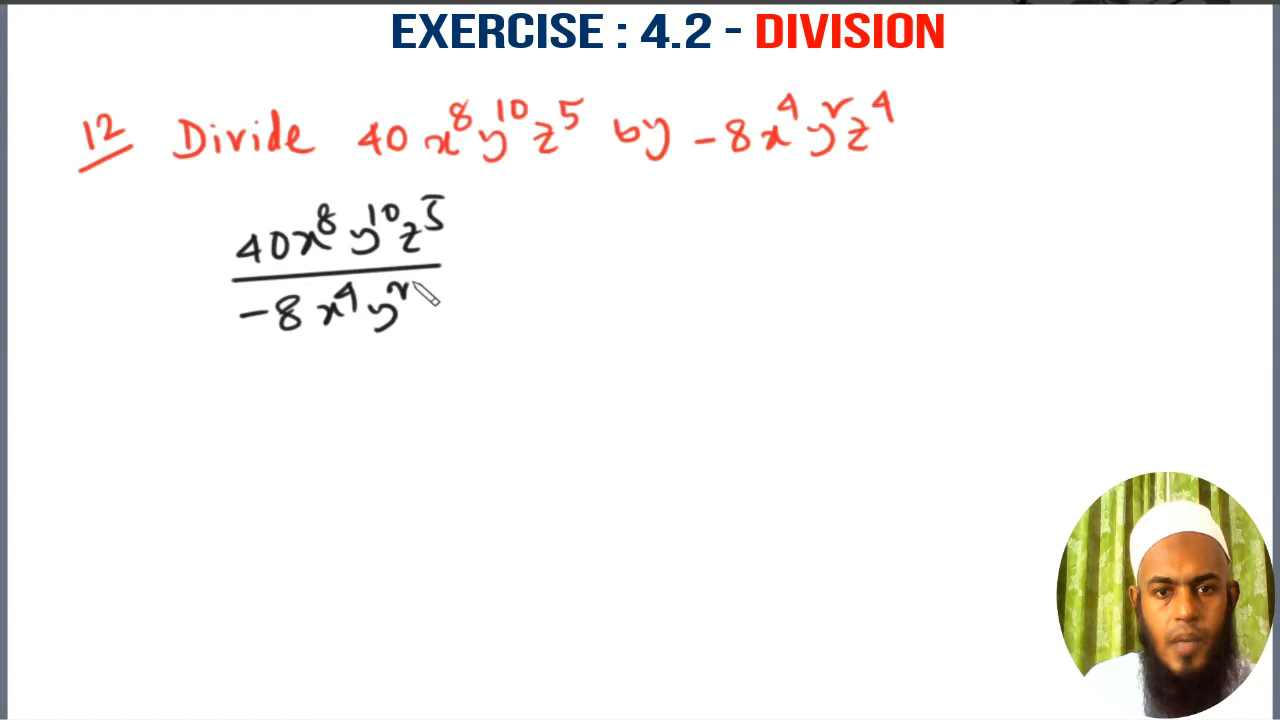 EXERCISE : 4.2 - DIVISION
12 Divide 40x⁸y¹⁰z⁵ by -8x⁴y²z⁴
40x⁸y¹⁰z⁵
-8x⁴y²